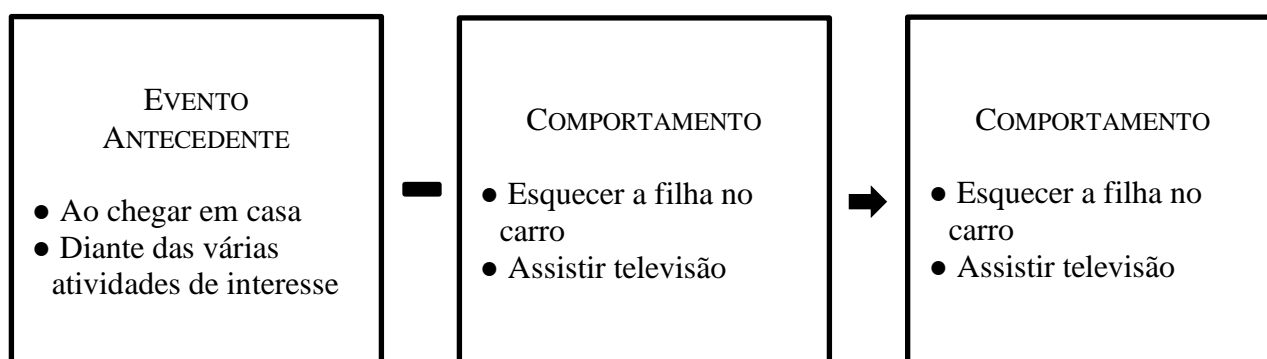 EVENTO
ANTECEDENTE
● Ao chegar em casa
● Diante das várias
atividades de interesse
COMPORTAMENTO
● Esquecer a filha no
carro
● Assistir televisão
COMPORTAMENTO
● Esquecer a filha no
carro
● Assistir televisão